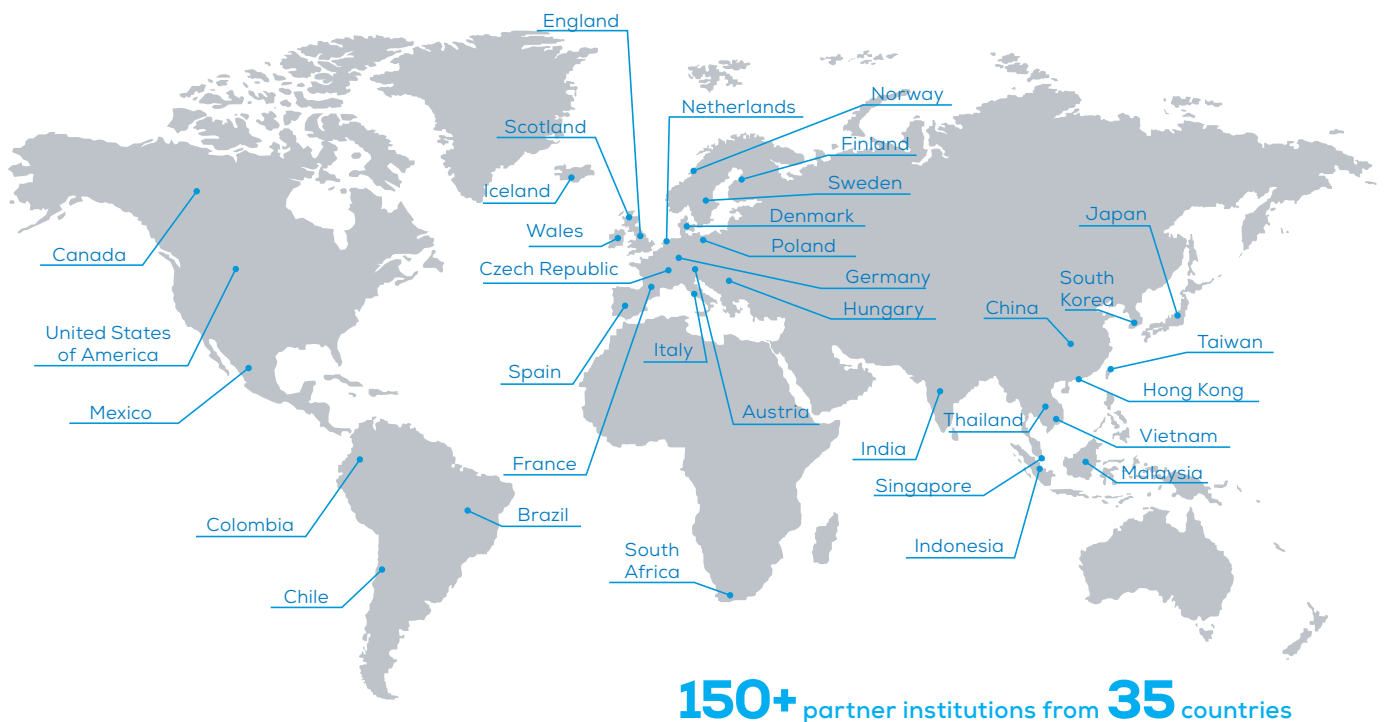 England
Norway
Netherlands
Scotland
Finland
Iceland
Sweden
Denmark
Japan
Wales
Poland
Canada
Czech Republic
Germany
South
Korea
Hungary
China
United States
of America
Italy
Taiwan
Spain
Hong Kong
Mexico
Austria
Thailand
Vietnam
India
France
Malaysia
Singapore
Brazil
Colombia
Indonesia
South
Africa
Chile
150+ partner institutions from 35 countries